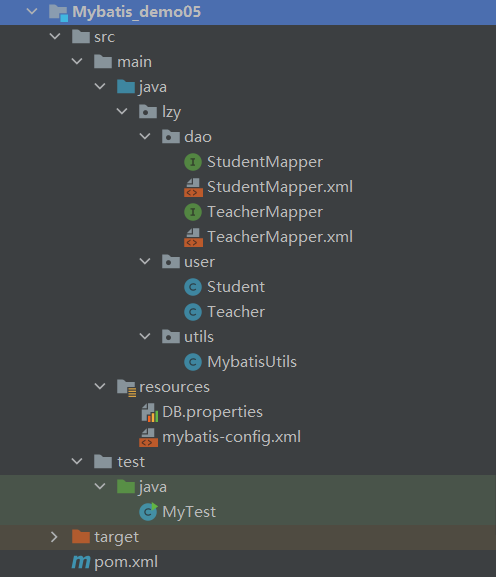 Mybatis_demo05
src
main
java
lzy
dao
StudentMapper
StudentMapper.xml
TeacherMapper
TeacherMapper.xml
user
Student
Teacher
utils
MybatisUtils
resources
DB.properties
mybatis-config.xml
test
java
MyTest
target
pom.xml